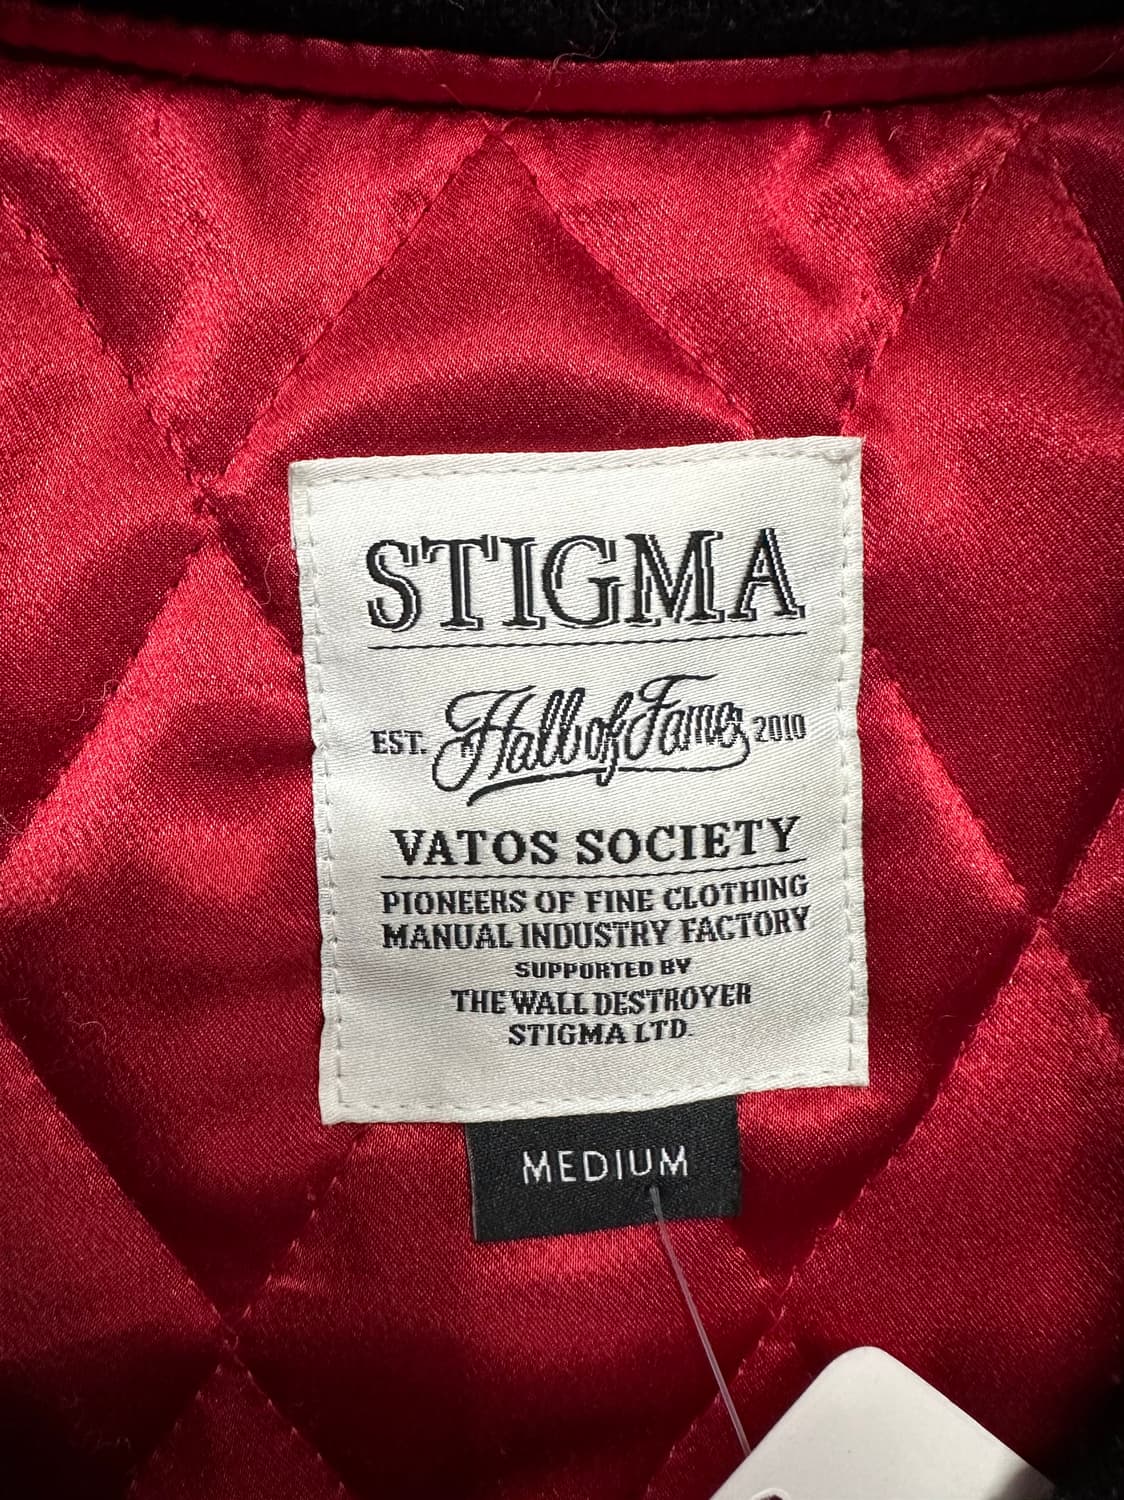 STIGMA
EST. Hall of Fame 2010
VATOS SOCIETY
PIONEERS OF FINE CLOTHING
MANUAL INDUSTRY FACTORY
SUPPORTED BY
THE WALL DESTROYER
STIGMA LTD.
MEDIUM